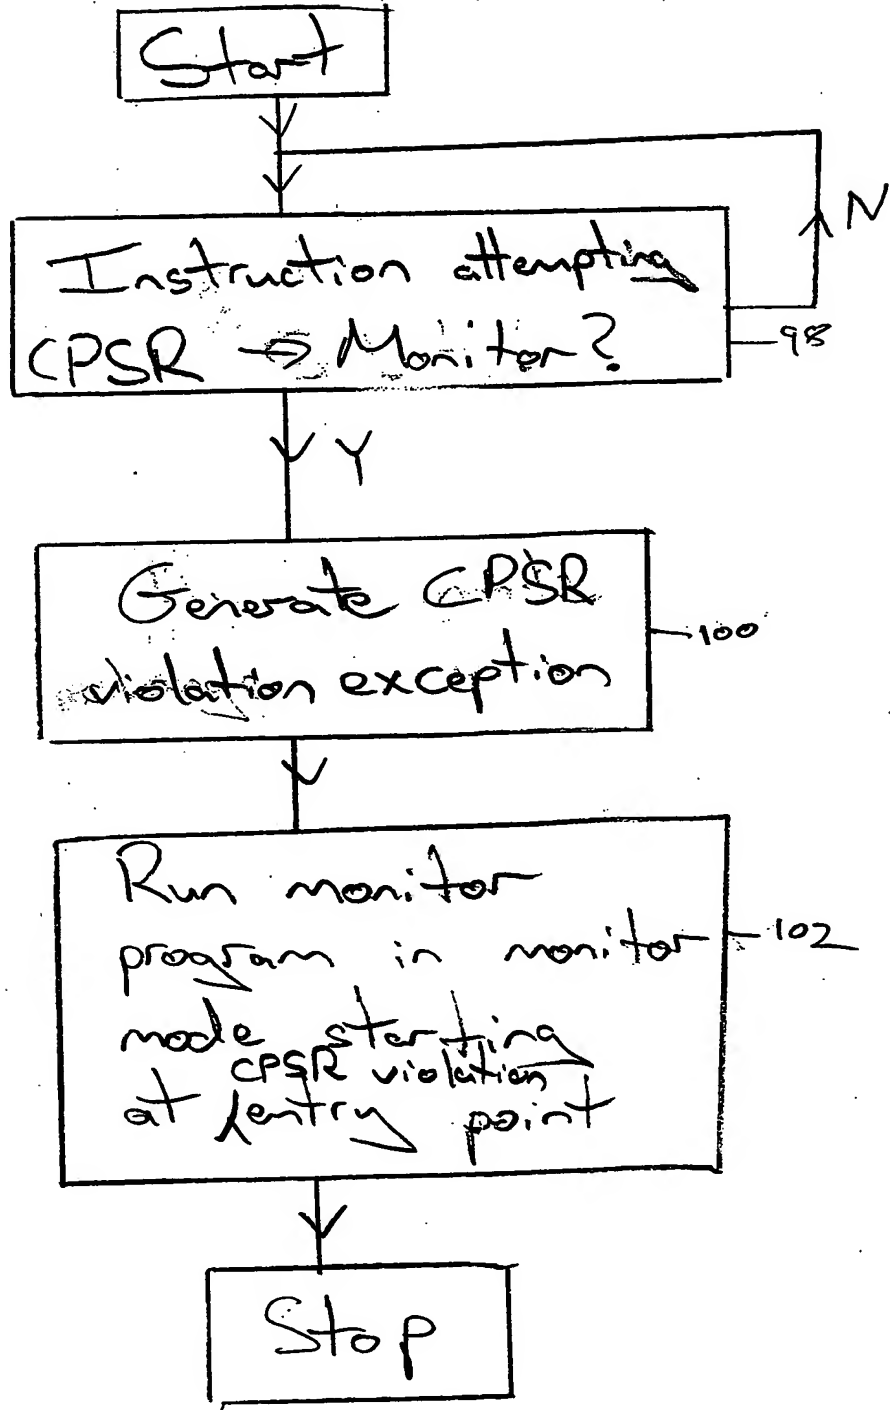 Start
N
Instruction attempting
CPSR → Monitor?
98
Y
Generate CPSR
violation exception
100
Run monitor
program in monitor
102
mode starting
CPSR violation
at entry point
Stop